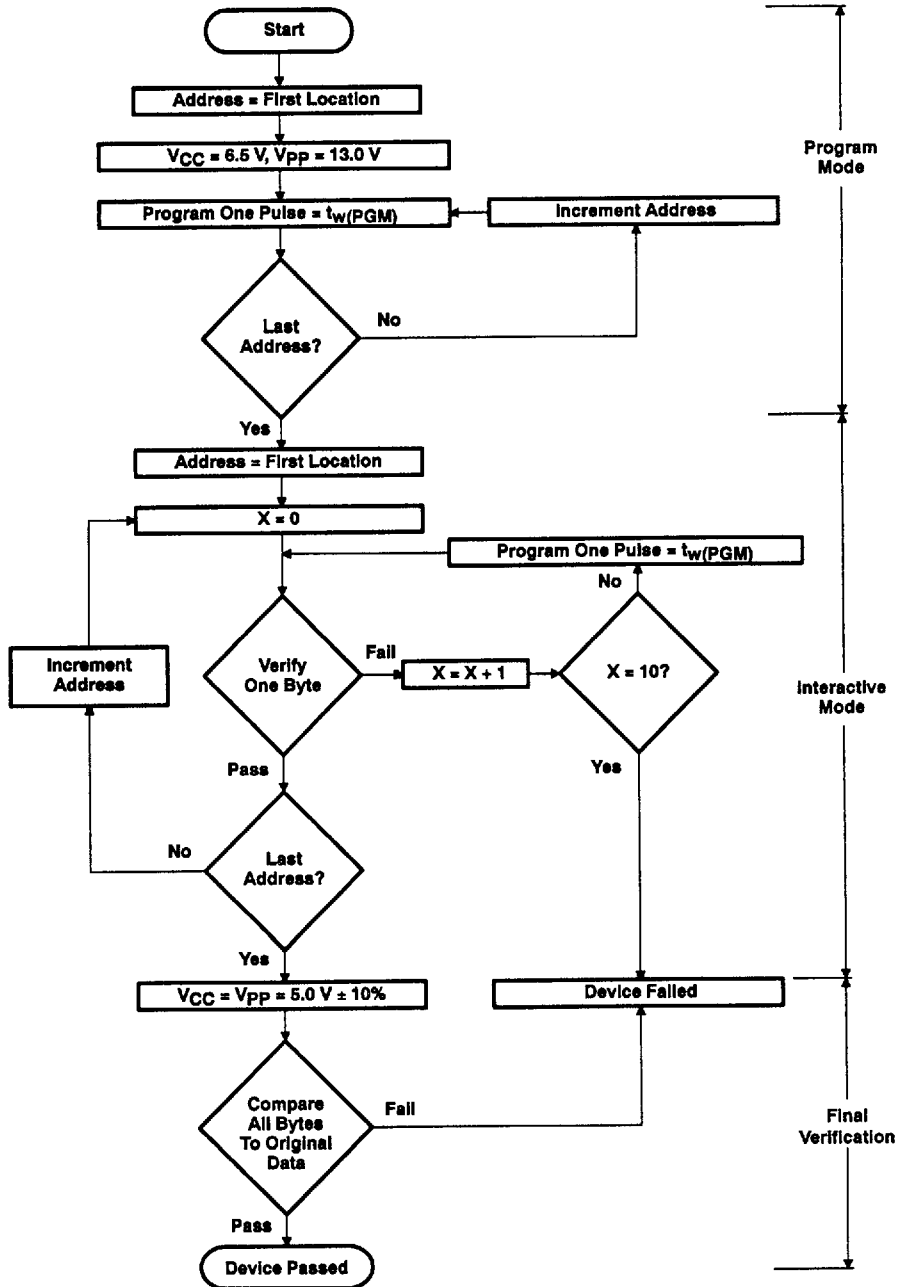 Start
Address = First Location
VCC = 6.5 V, VPP = 13.0 V
Program
Mode
Program One Pulse = tw(PGM)
Increment Address
Last
Address?
No
Yes
Address = First Location
X = 0
Program One Pulse = tw(PGM)
No
Increment
Address
Verify
One Byte
Fail
X = X + 1
X = 10?
Interactive
Mode
Pass
Yes
No
Last
Address?
Yes
VCC = VPP = 5.0 V ± 10%
Device Failed
Compare
All Bytes
To Original
Data
Fail
Final
Verification
Pass
Device Passed